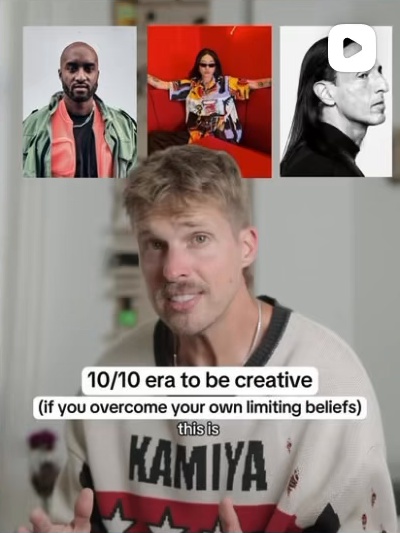 10/10 era to be creative
(if you overcome your own limiting beliefs)
this is
KAMIYA